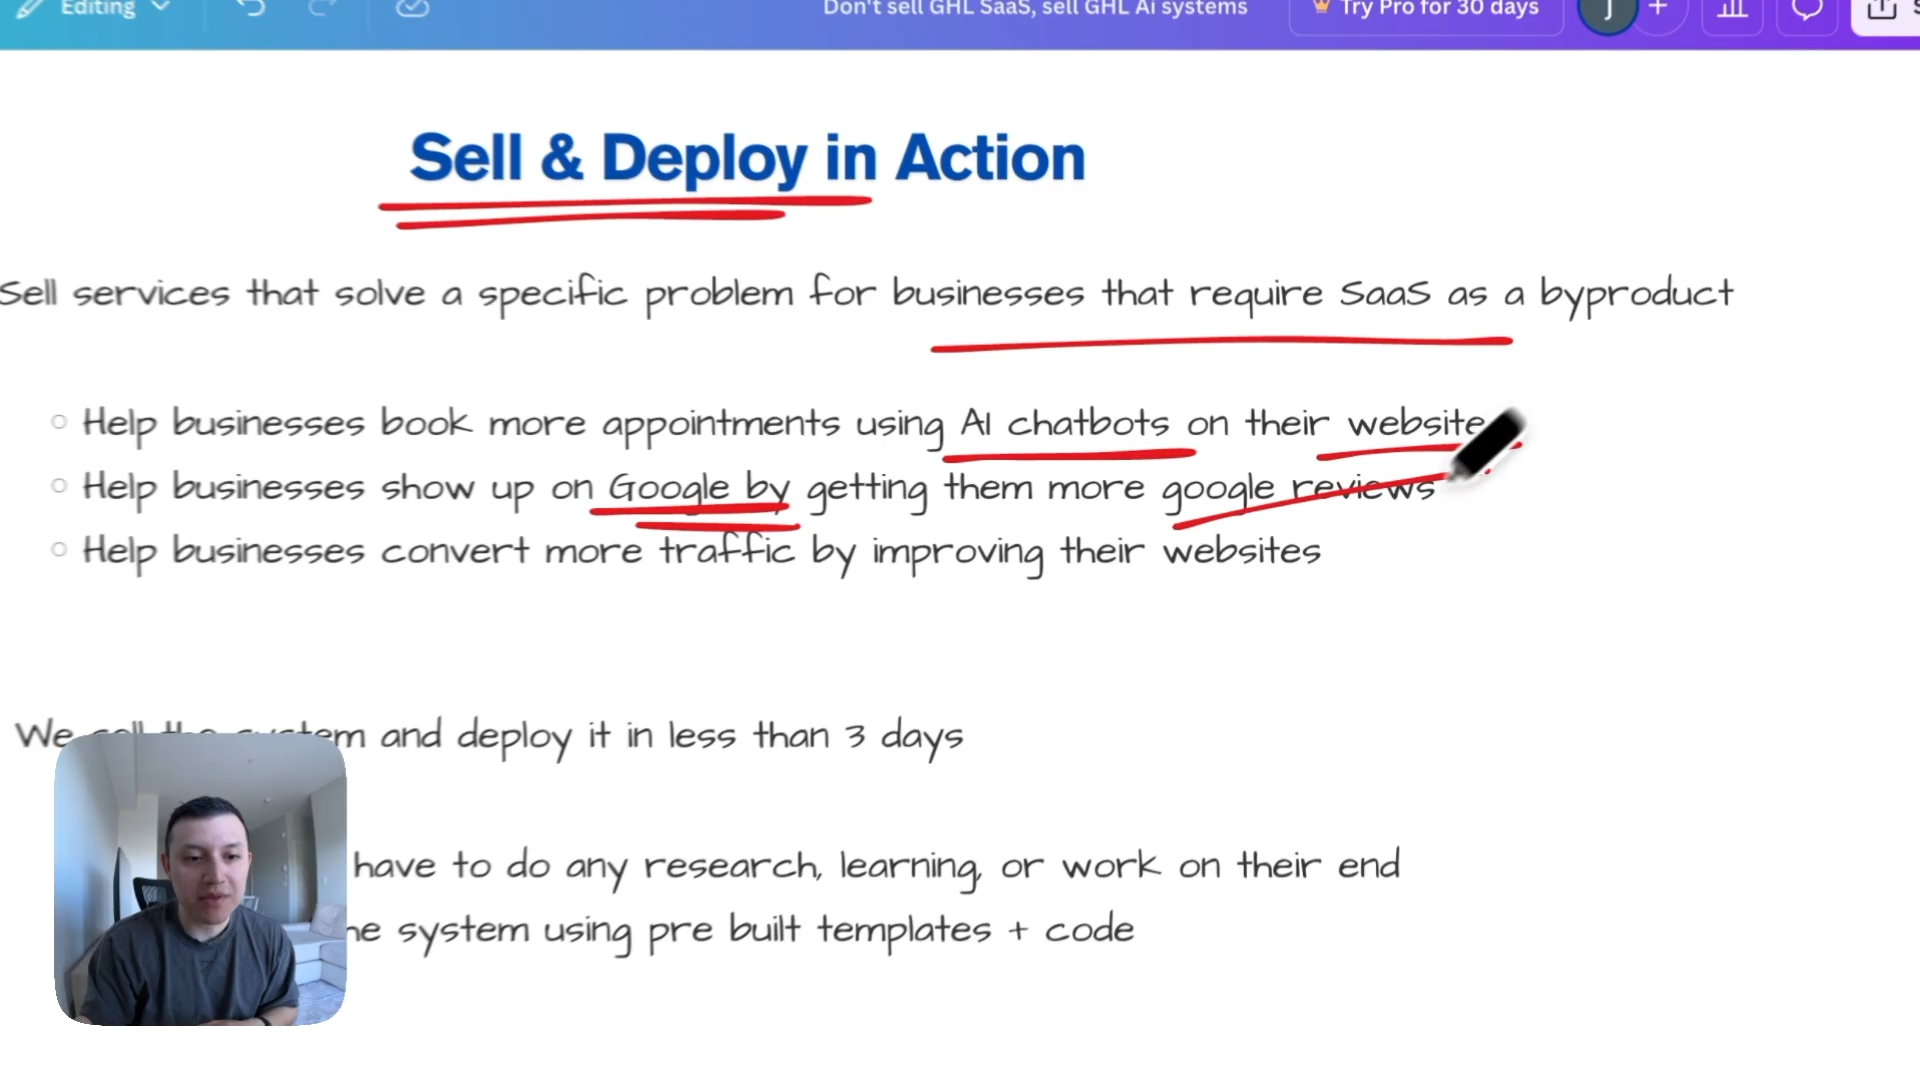 Editing
Don't sell GHL SaaS, sell GHL Ai systems
Try Pro for 30 days
J
Sell & Deploy in Action
Sell services that solve a specific problem for businesses that require SaaS as a byproduct
Help businesses book more appointments using AI chatbots on their website
Help businesses show up on Google by getting them more google reviews
Help businesses convert more traffic by improving their websites
We sell the system and deploy it in less than 3 days
have to do any research, learning, or work on their end
system using pre built templates + code